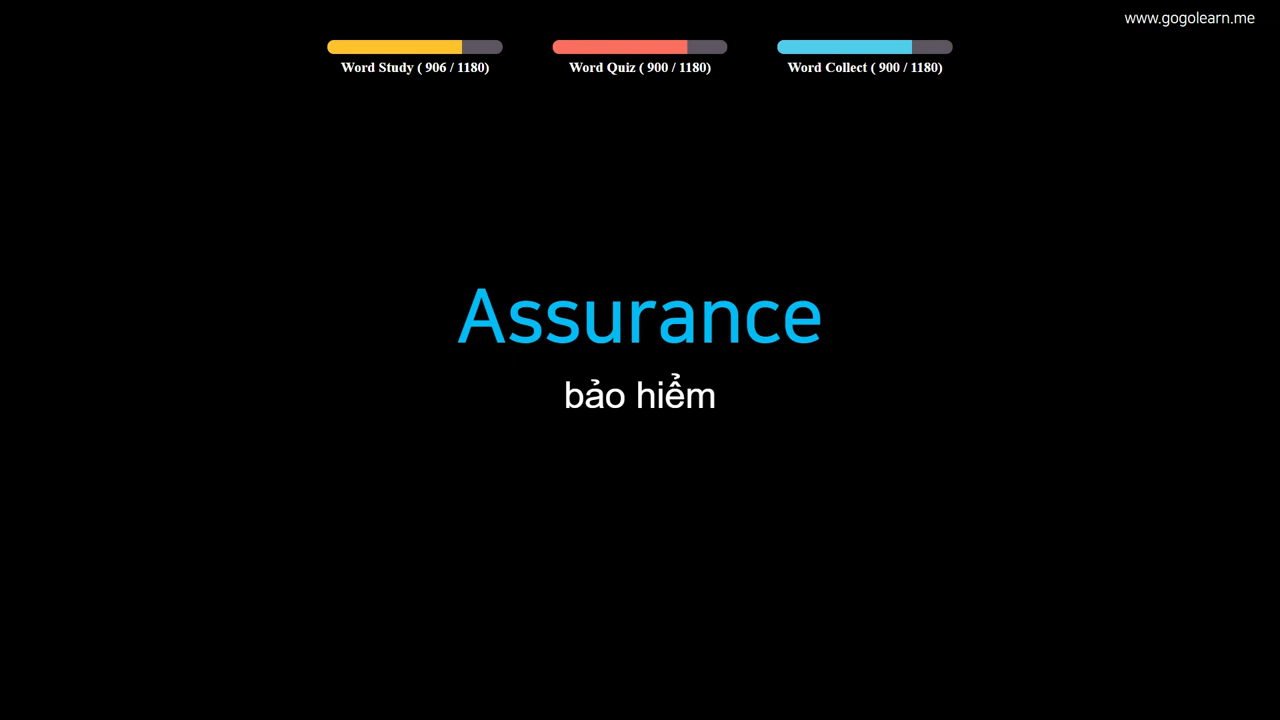 www.gogolearn.me
Word Study ( 906 / 1180)
Word Quiz ( 900 / 1180)
Word Collect ( 900 / 1180)
Assurance
bảo hiểm